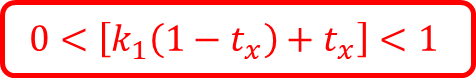 0 < [k₁(1 − tₓ) + tₓ] < 1